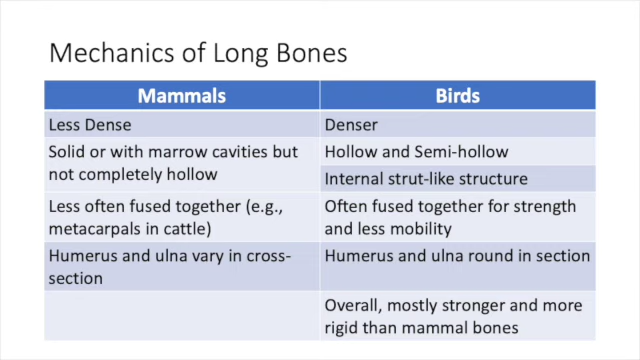 Mechanics of Long Bones
Mammals
Birds
Less Dense
Denser
Solid or with marrow cavities but
not completely hollow
Hollow and Semi-hollow
Internal strut-like structure
Less often fused together (e.g.,
metacarpals in cattle)
Often fused together for strength
and less mobility
Humerus and ulna vary in cross-
section
Humerus and ulna round in section
Overall, mostly stronger and more
rigid than mammal bones